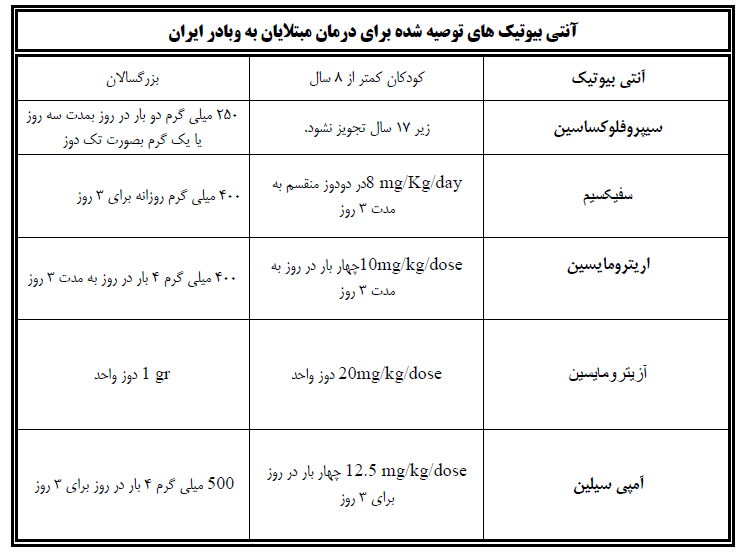 آنتی بیوتیک های توصیه شده برای درمان مبتلایان به وبادر ایران
آنتی بیوتیک
کودکان کمتر از ۸ سال
بزرگسالان
سیپروفلوکساسین
زیر ۱۷ سال تجویز نشود.
۲۵۰ میلی گرم دو بار در روز بمدت سه روز
یا یک گرم بصورت تک دوز
سفیکسیم
8 mg/Kg/dayدر دودوز منقسم به
مدت ۳ روز
۴۰۰ میلی گرم روزانه برای ۳ روز
اریترومایسین
10mg/kg/doseچهار بار در روز به
مدت ۳ روز
۴۰۰ میلی گرم ۴ بار در روز به مدت ۳ روز
آزیترومایسین
20mg/kg/dose دوز واحد
1 gr دوز واحد
آمپی سیلین
12.5 mg/kg/dose چهار بار در روز
برای ۳ روز
500 میلی گرم ۴ بار در روز برای ۳ روز